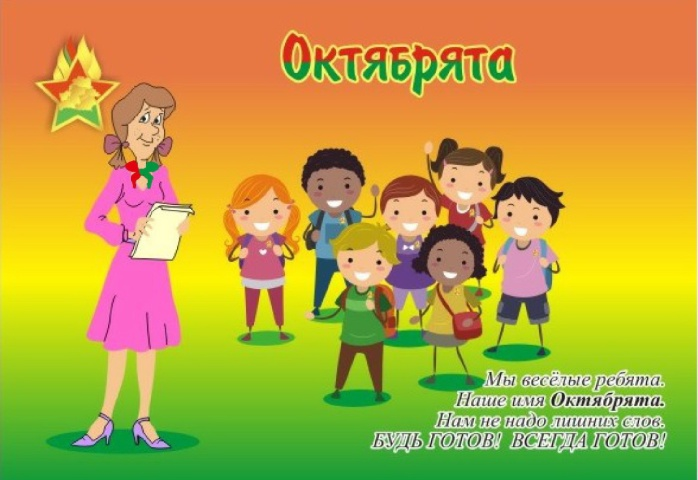 Октябрята
Мы весёлые ребята.
Наше имя Октябрята.
Нам не надо лишних слов.
БУДЬ ГОТОВ! ВСЕГДА ГОТОВ!